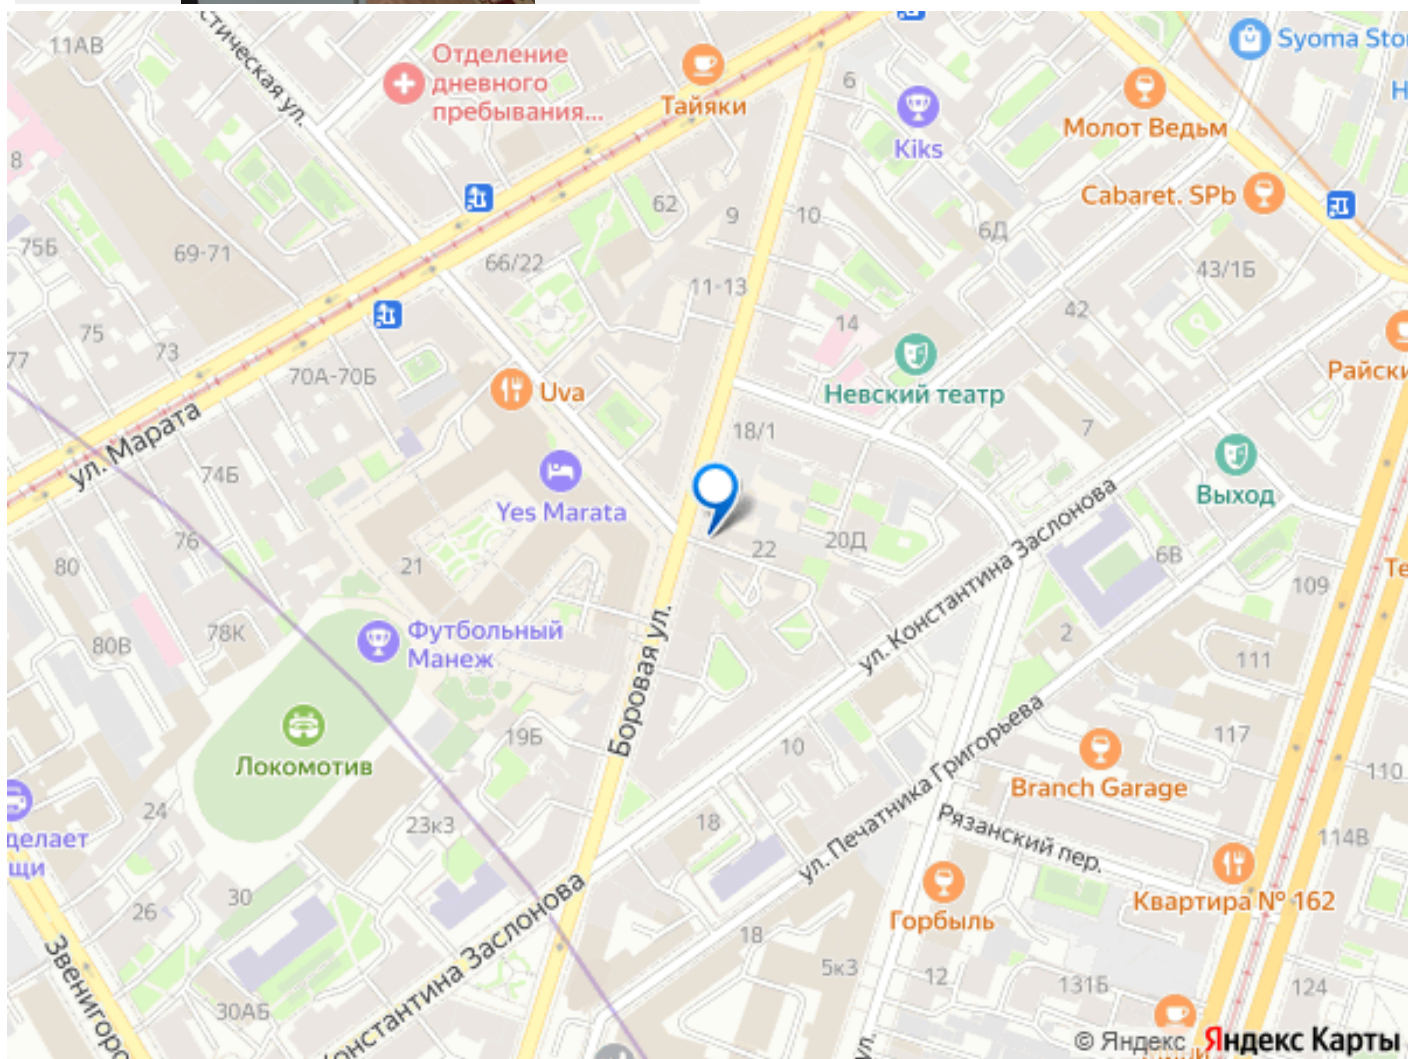 11АВ
стическая ул.
Отделение
дневного
пребывания...
Тайяки
6
Kiks
Syoma Sto
Н
Молот Ведьм
Cabaret. SPb
8
75Б
69-71
62
9
10
6Д
43/1Б
66/22
11-13
42
75
73
77
70А-70Б
14
Uva
Невский театр
Райски
ул. Марата
18/1
7
74Б
Yes Marata
Выход
76
80
21
22
20Д
ул. Константина Заслонова
6В
109
Те
78К
80В
Футбольный
Манеж
Боровая ул.
2
111
19Б
10
117
110
Локомотив
ул. Печатника Григорьева
Branch Garage
24
делает
щи
23к3
18
Рязанский пер.
114В
30
26
Горбыль
Квартира № 162
Звенигоро
18
5к3
12
131Б
124
30АБ
онстантина Заслонова
ул.
© Яндекс
Яндекс Карты